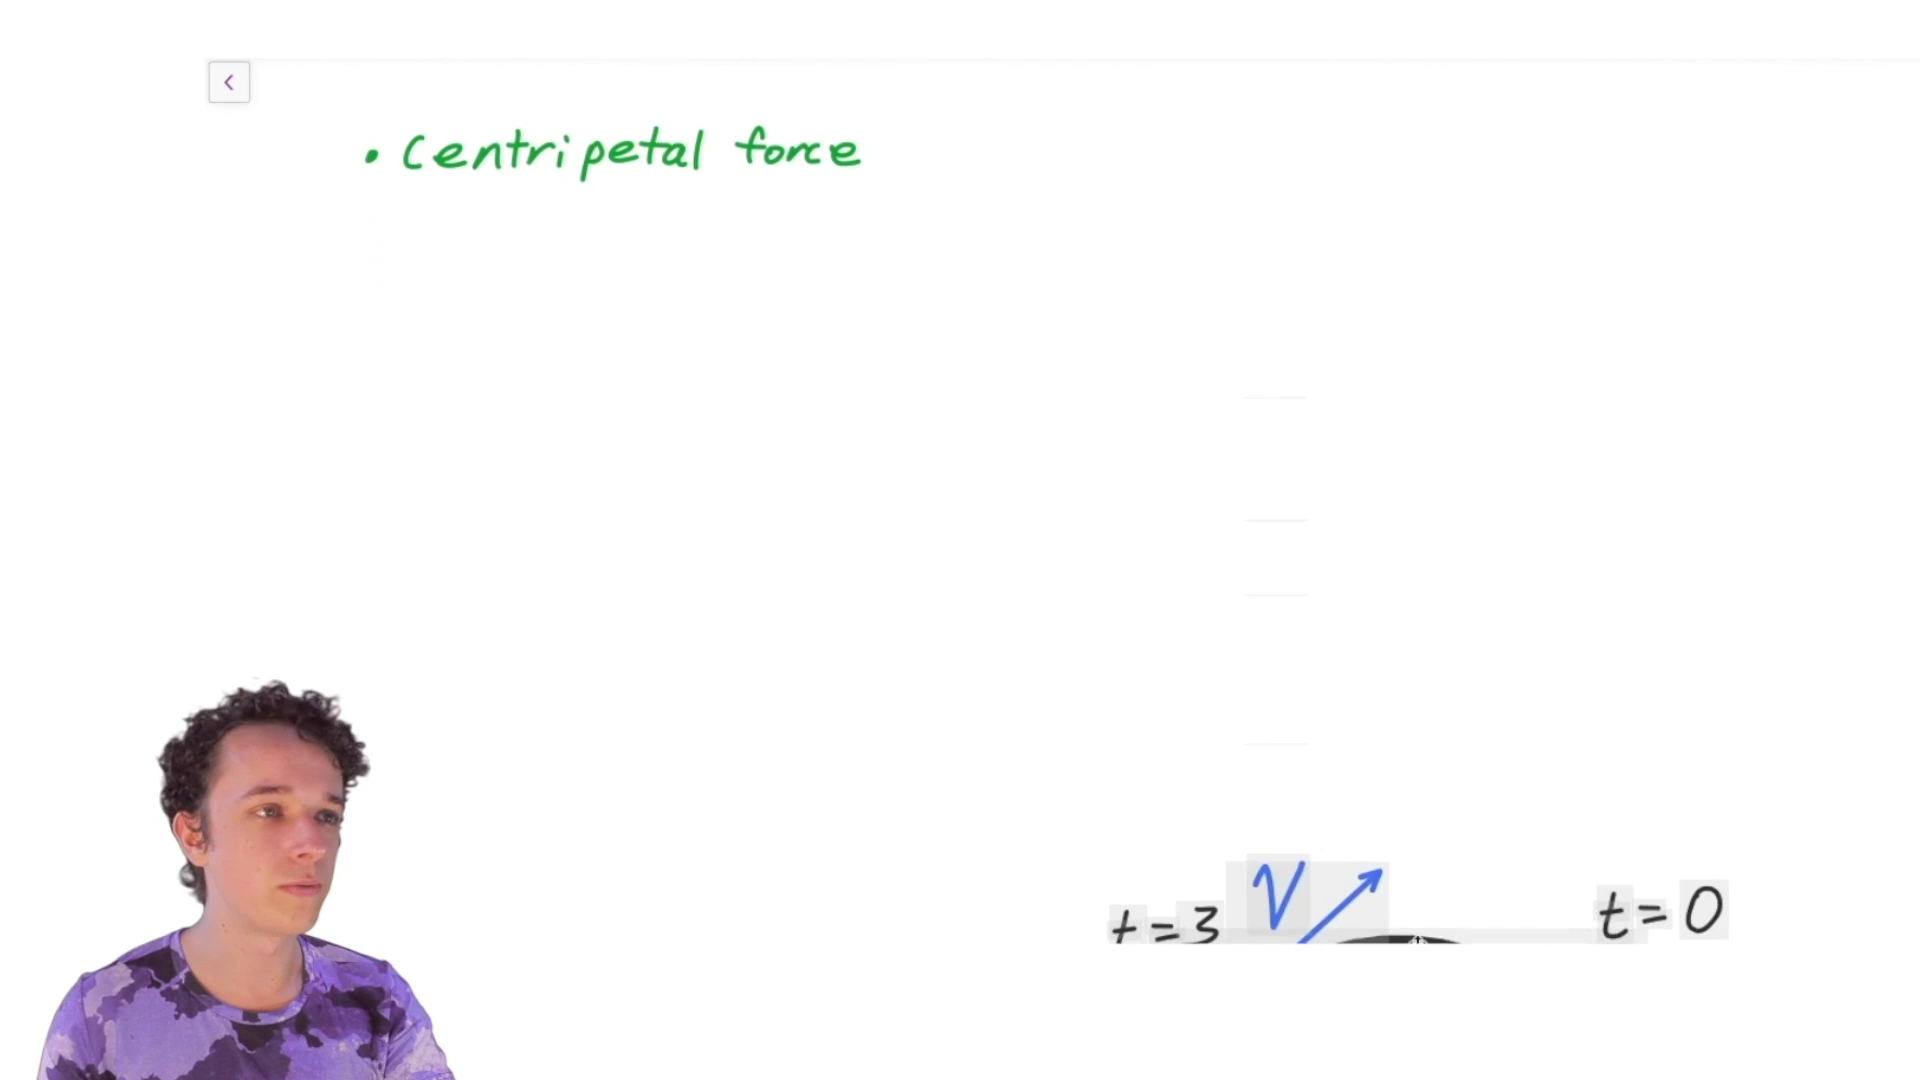 • Centripetal force
V
t=3
t=0